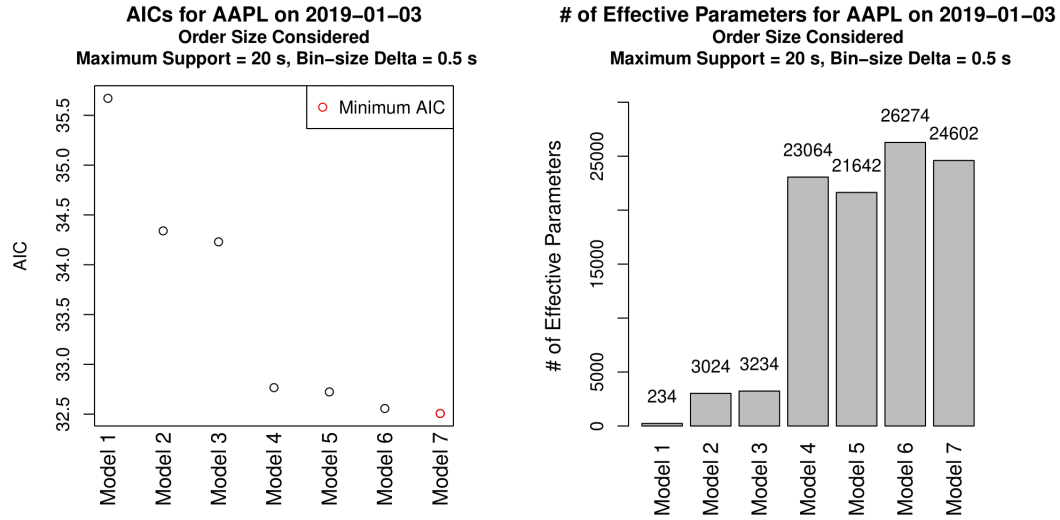 AICs for AAPL on 2019−01−03
Order Size Considered
Maximum Support = 20 s, Bin−size Delta = 0.5 s
Minimum AIC
AIC
35.5
35.0
34.5
34.0
33.5
33.0
32.5
Model 1
Model 2
Model 3
Model 4
Model 5
Model 6
Model 7
# of Effective Parameters for AAPL on 2019−01−03
Order Size Considered
Maximum Support = 20 s, Bin−size Delta = 0.5 s
# of Effective Parameters
25000
15000
5000
0
234
3024
3234
23064
21642
26274
24602
Model 1
Model 2
Model 3
Model 4
Model 5
Model 6
Model 7